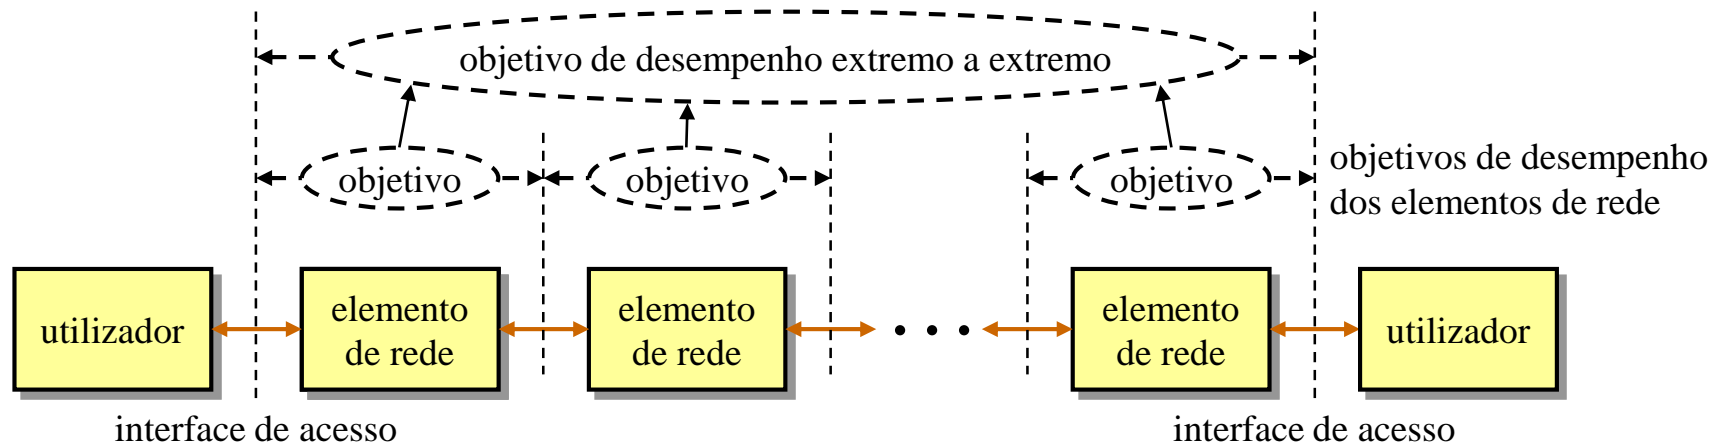 objetivo de desempenho extremo a extremo
objetivo
objetivo
objetivo
objetivos de desempenho
dos elementos de rede
utilizador
elemento
de rede
elemento
de rede
elemento
de rede
utilizador
interface de acesso
interface de acesso